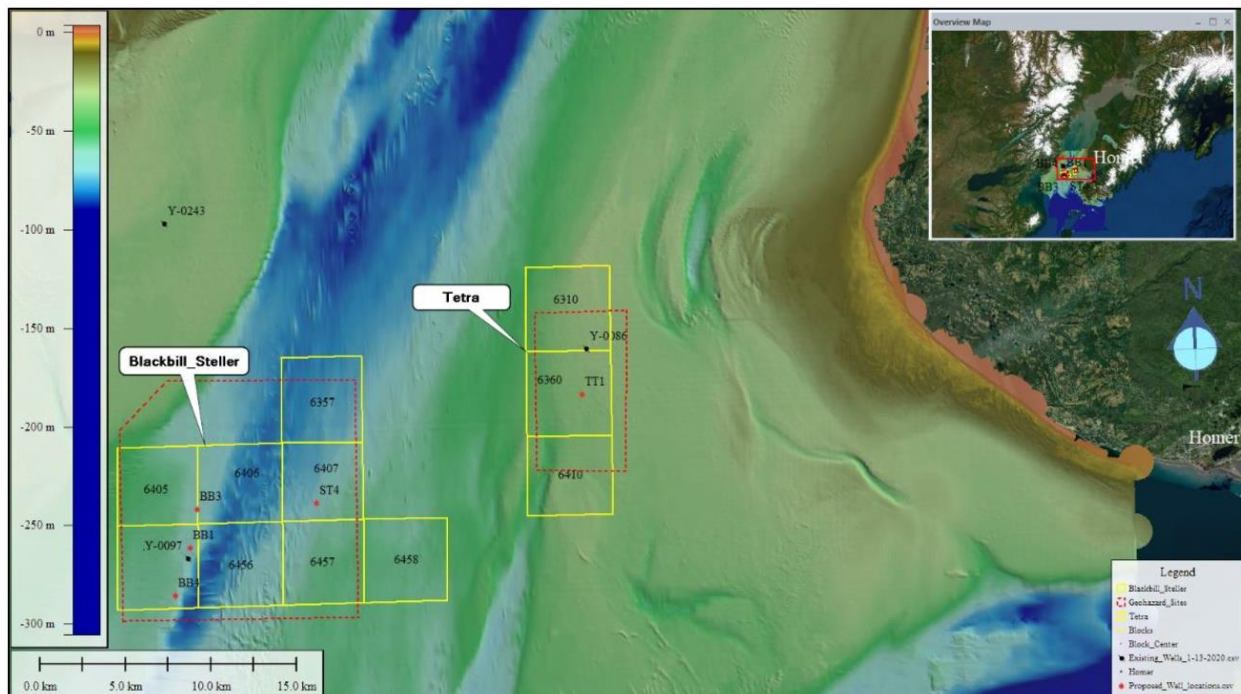 0 m
-50 m
-100 m
-150 m
-200 m
-250 m
-300 m
0.0 km
5.0 km
10.0 km
15.0 km
Y-0243
Blackbill_Steller
Tetra
6310
Y-0086
6360
TT1
6410
6357
6405
6406
6407
BB3
ST4
BB1
Y-0097
BB4
6456
6457
6458
Overview Map
Homer
BB3
N
Homer
Legend
Blackbill_Steller
Geohazard_Sites
Tetra
Blocks
Block_Center
Existing_Wells_1-13-2020.csv
Homer
Proposed_Well_locations.csv